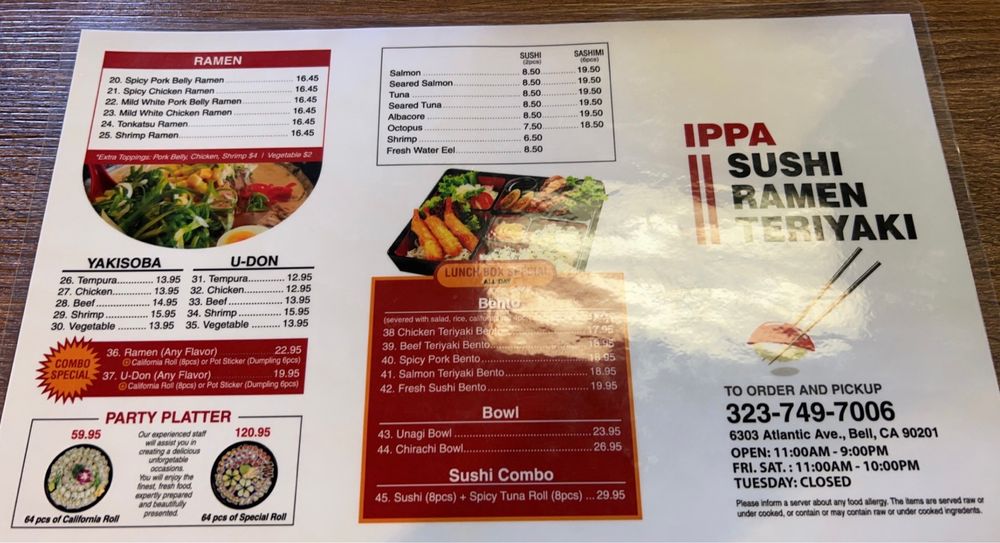 RAMEN
20. Spicy Pork Belly Ramen 16.45
21. Spicy Chicken Ramen 16.45
22. Mild White Pork Belly Ramen 16.45
23. Mild White Chicken Ramen 16.45
24. Tonkatsu Ramen 16.45
25. Shrimp Ramen 16.45
*Extra Toppings: Pork Belly, Chicken, Shrimp $4 | Vegetable $2
YAKISOBA
26. Tempura 13.95
27. Chicken 13.95
28. Beef 14.95
29. Shrimp 15.95
30. Vegetable 13.95
U-DON
31. Tempura 12.95
32. Chicken 12.95
33. Beef 13.95
34. Shrimp 15.95
35. Vegetable 13.95
COMBO
SPECIAL
36. Ramen (Any Flavor) 22.95
California Roll (8pcs) or Pot Sticker (Dumpling 6pcs)
37. U-Don (Any Flavor) 19.95
California Roll (8pcs) or Pot Sticker (Dumpling 6pcs)
PARTY PLATTER
59.95
64 pcs of California Roll
Our experienced staff
will assist you in
creating a delicious
unforgetable
occasions.
You will enjoy the
finest, fresh food,
expertly prepared
and beautifully
presented.
120.95
64 pcs of Special Roll
SUSHI (2pcs) SASHIMI (6pcs)
Salmon 8.50 19.50
Seared Salmon 8.50 19.50
Tuna 8.50 19.50
Seared Tuna 8.50 19.50
Albacore 8.50 19.50
Octopus 7.50 18.50
Shrimp 6.50
Fresh Water Eel 8.50
LUNCH BOX SPECIAL
ALL DAY
Bento
(severed with salad, rice,
38 Chicken Teriyaki Bento 17.95
39. Beef Teriyaki Bento 18.95
40. Spicy Pork Bento 18.95
41. Salmon Teriyaki Bento 18.95
42. Fresh Sushi Bento 19.95
Bowl
43. Unagi Bowl 23.95
44. Chirachi Bowl 26.95
Sushi Combo
45. Sushi (8pcs) + Spicy Tuna Roll (8pcs) ... 29.95
IPPA
SUSHI
RAMEN
TERIYAKI
TO ORDER AND PICKUP
323-749-7006
6303 Atlantic Ave., Bell, CA 90201
OPEN: 11:00AM - 9:00PM
FRI. SAT. : 11:00AM - 10:00PM
TUESDAY: CLOSED
Please inform a server about any food allergy. The items are served raw or
under cooked, or contain or may contain raw or under cooked ingredents.